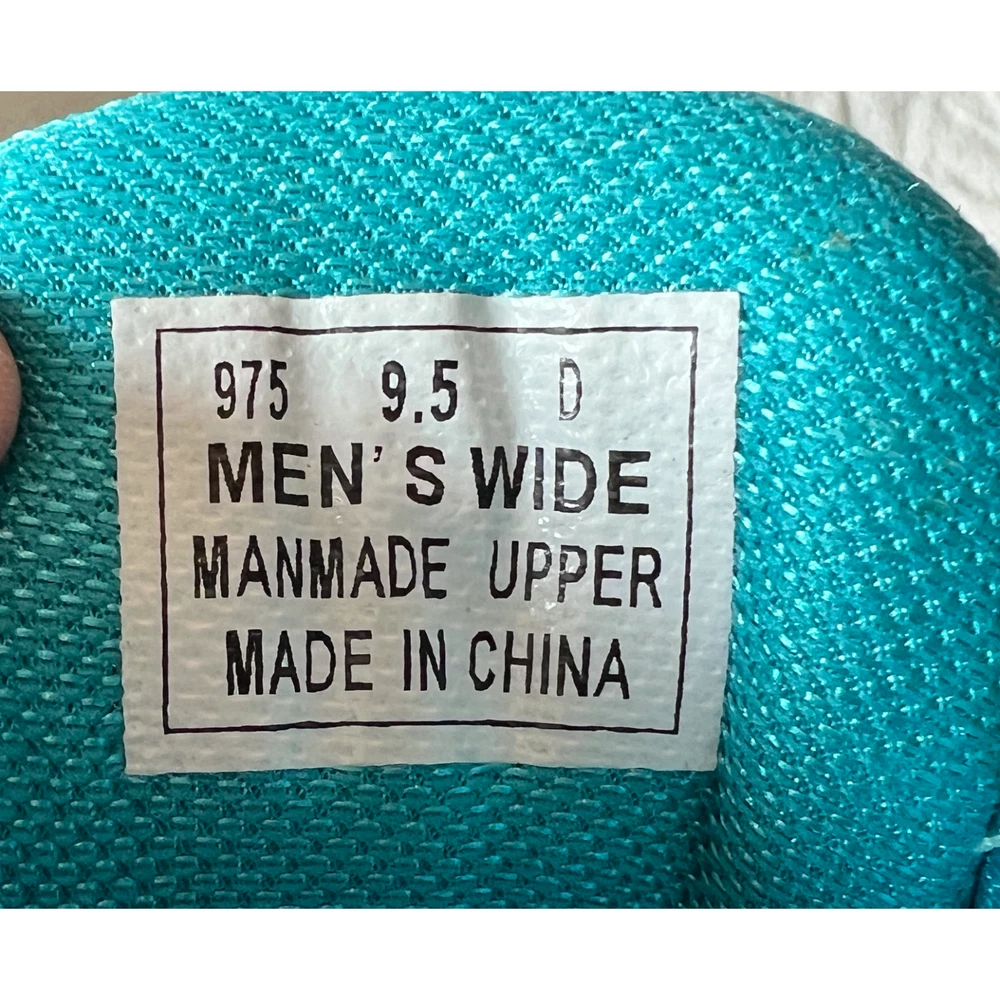 975 9.5 D
MEN'S WIDE
MANMADE UPPER
MADE IN CHINA